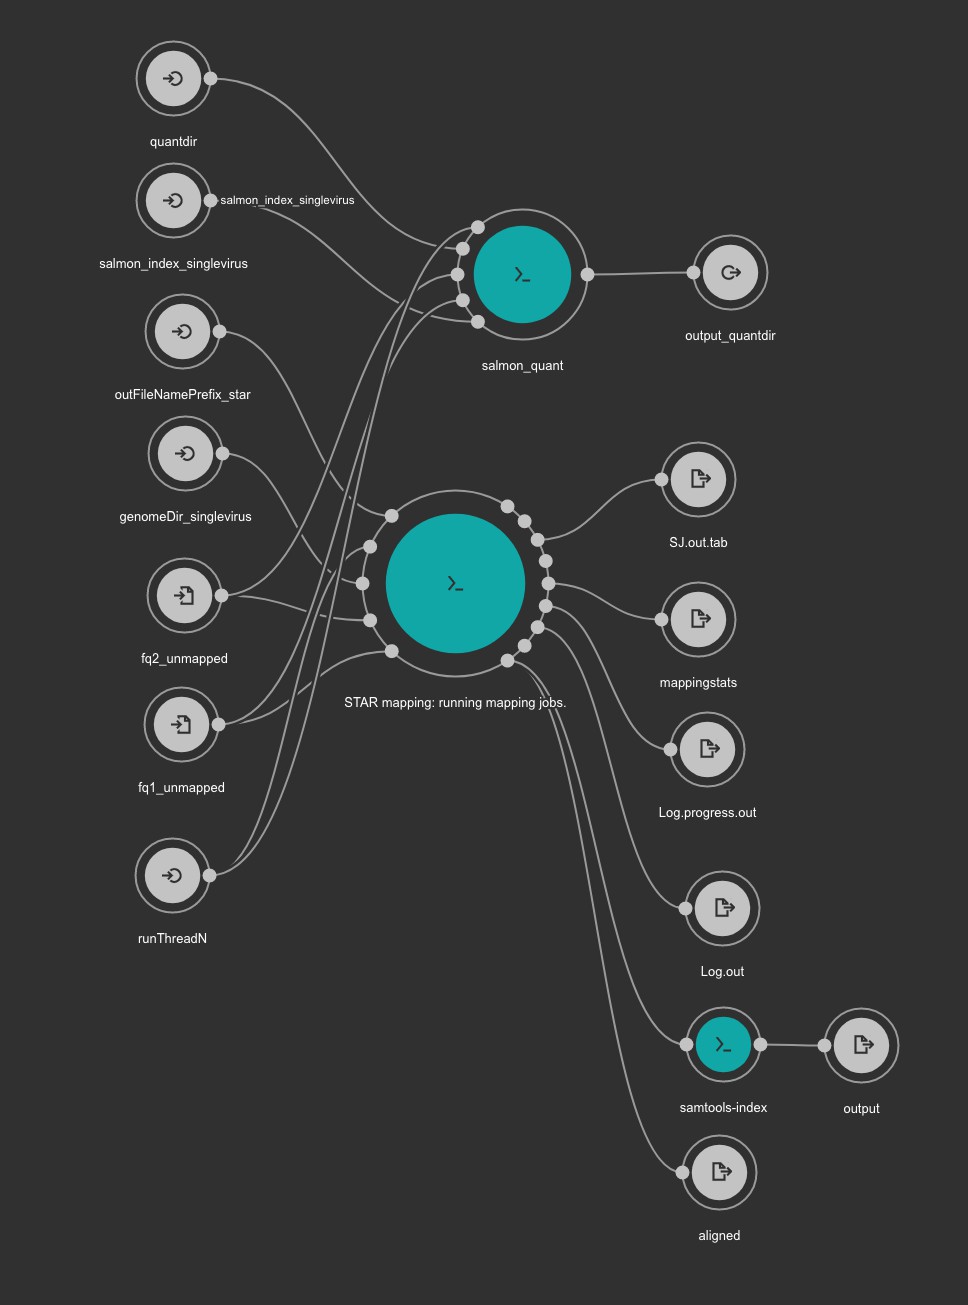 quantdir
salmon_index_singlevirus
salmon_index_singlevirus
outFileNamePrefix_star
genomeDir_singlevirus
fq2_unmapped
fq1_unmapped
runThreadN
salmon_quant
output_quantdir
STAR mapping: running mapping jobs.
SJ.out.tab
mappingstats
Log.progress.out
Log.out
samtools-index
output
aligned